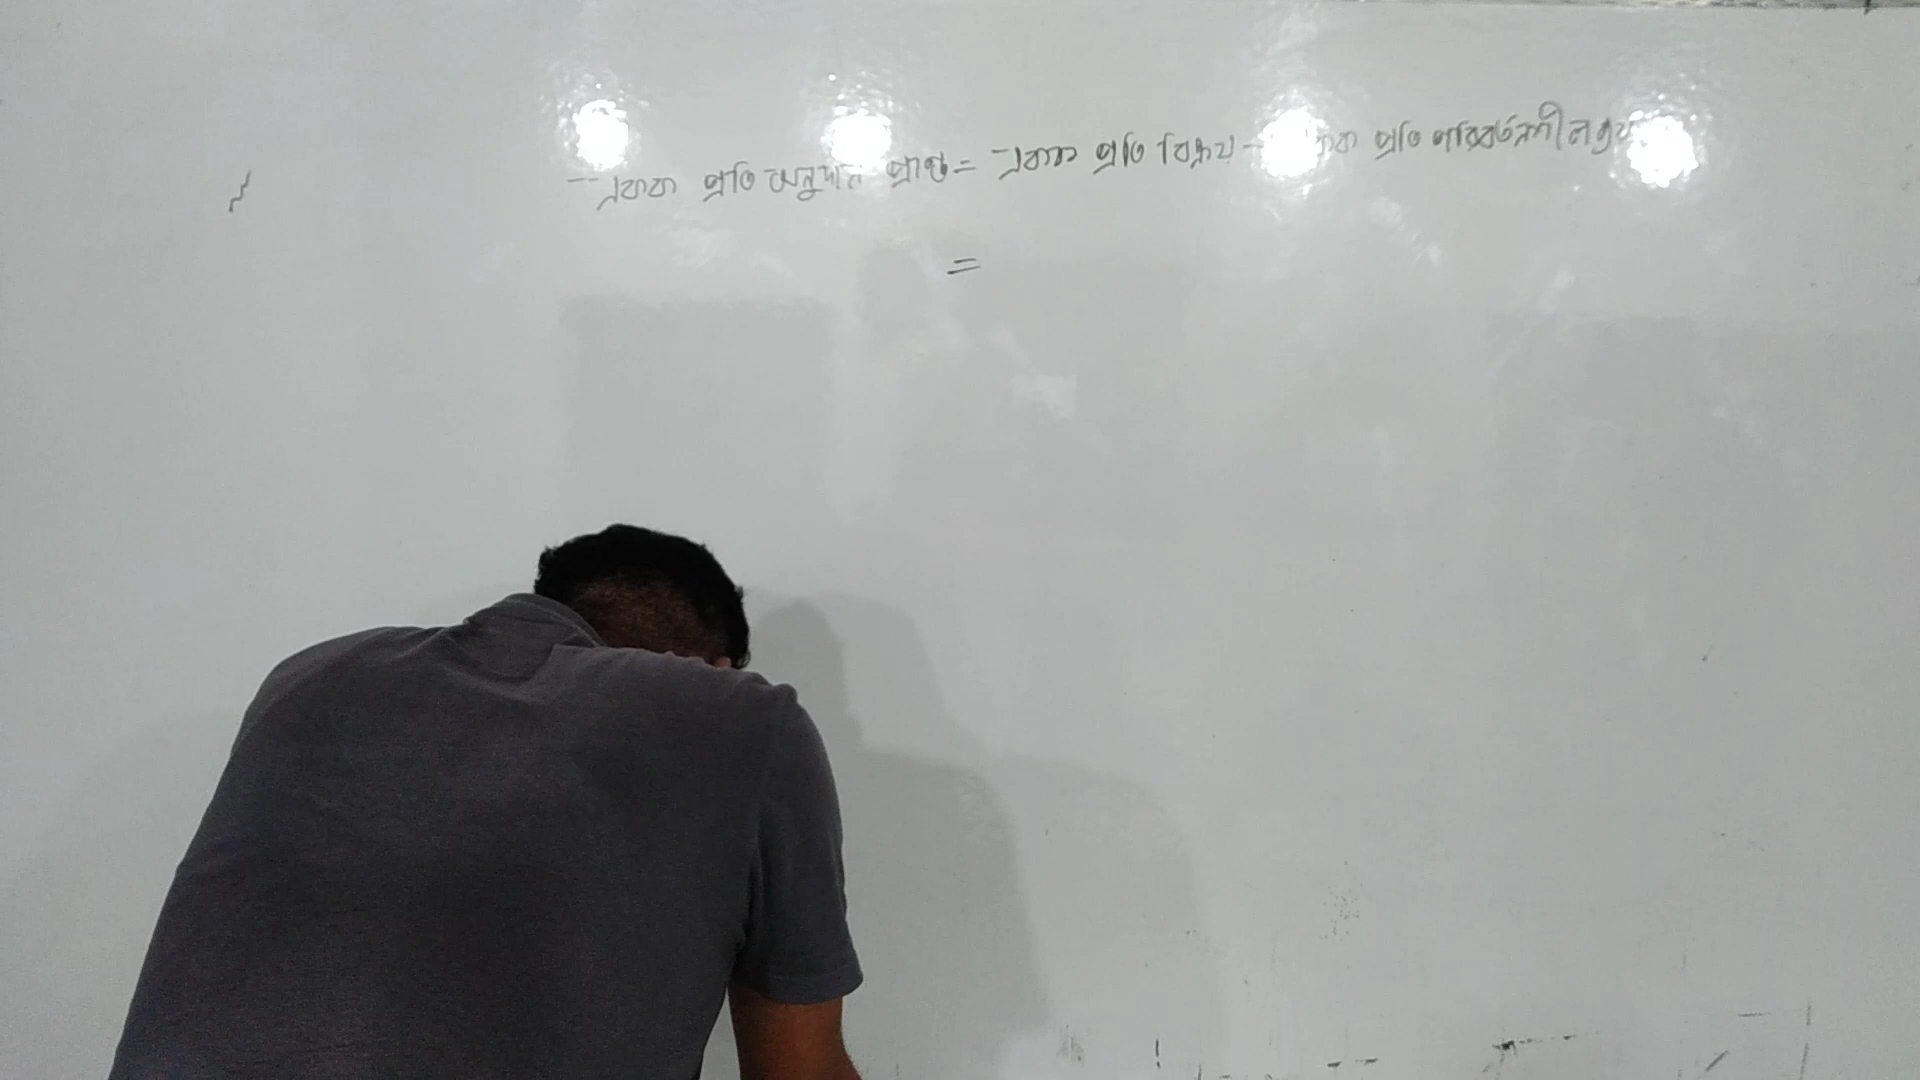 একক প্রতি অনুদান প্রান্ত = একক প্রতি বিক্রয় - একক প্রতি পরিবর্তনশীল ব্যয়
=